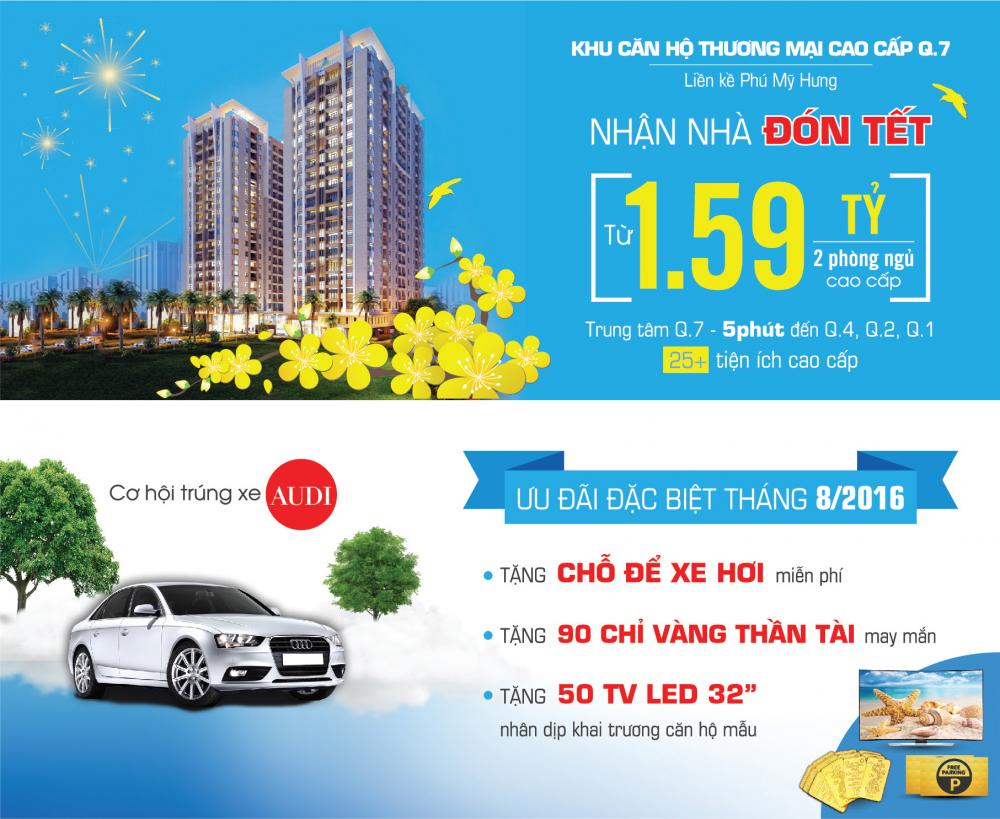 KHU CĂN HỘ THƯƠNG MẠI CAO CẤP Q.7
Liền kề Phú Mỹ Hưng
NHẬN NHÀ ĐÓN TẾT
Từ 1.59 TỶ
2 phòng ngủ
cao cấp
Trung tâm Q.7 - 5phút đến Q.4, Q.2, Q.1
25+ tiện ích cao cấp
Cơ hội trúng xe AUDI
ƯU ĐÃI ĐẶC BIỆT THÁNG 8/2016
• TẶNG CHỖ ĐỂ XE HƠI miễn phí
• TẶNG 90 CHỈ VÀNG THẦN TÀI may mắn
• TẶNG 50 TV LED 32”
nhân dịp khai trương căn hộ mẫu
FREE
PARKING
P